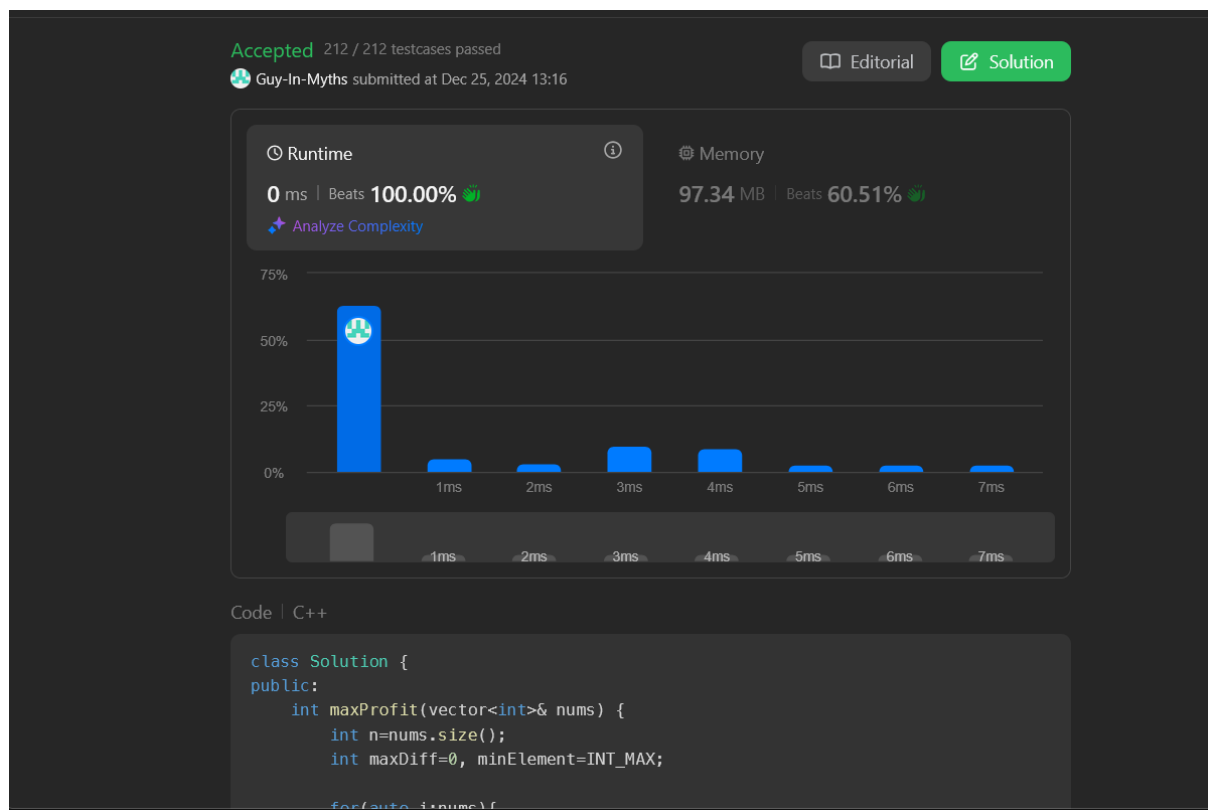 Accepted 212 / 212 testcases passed
Guy-In-Myths submitted at Dec 25, 2024 13:16
Editorial
Solution
Runtime
0 ms | Beats 100.00%
Analyze Complexity
Memory
97.34 MB | Beats 60.51%
75%
50%
25%
0%
1ms 2ms 3ms 4ms 5ms 6ms 7ms
1ms 2ms 3ms 4ms 5ms 6ms 7ms
Code | C++
class Solution {
public:
    int maxProfit(vector<int>& nums) {
        int n=nums.size();
        int maxDiff=0, minElement=INT_MAX;
        for(auto i:nums){